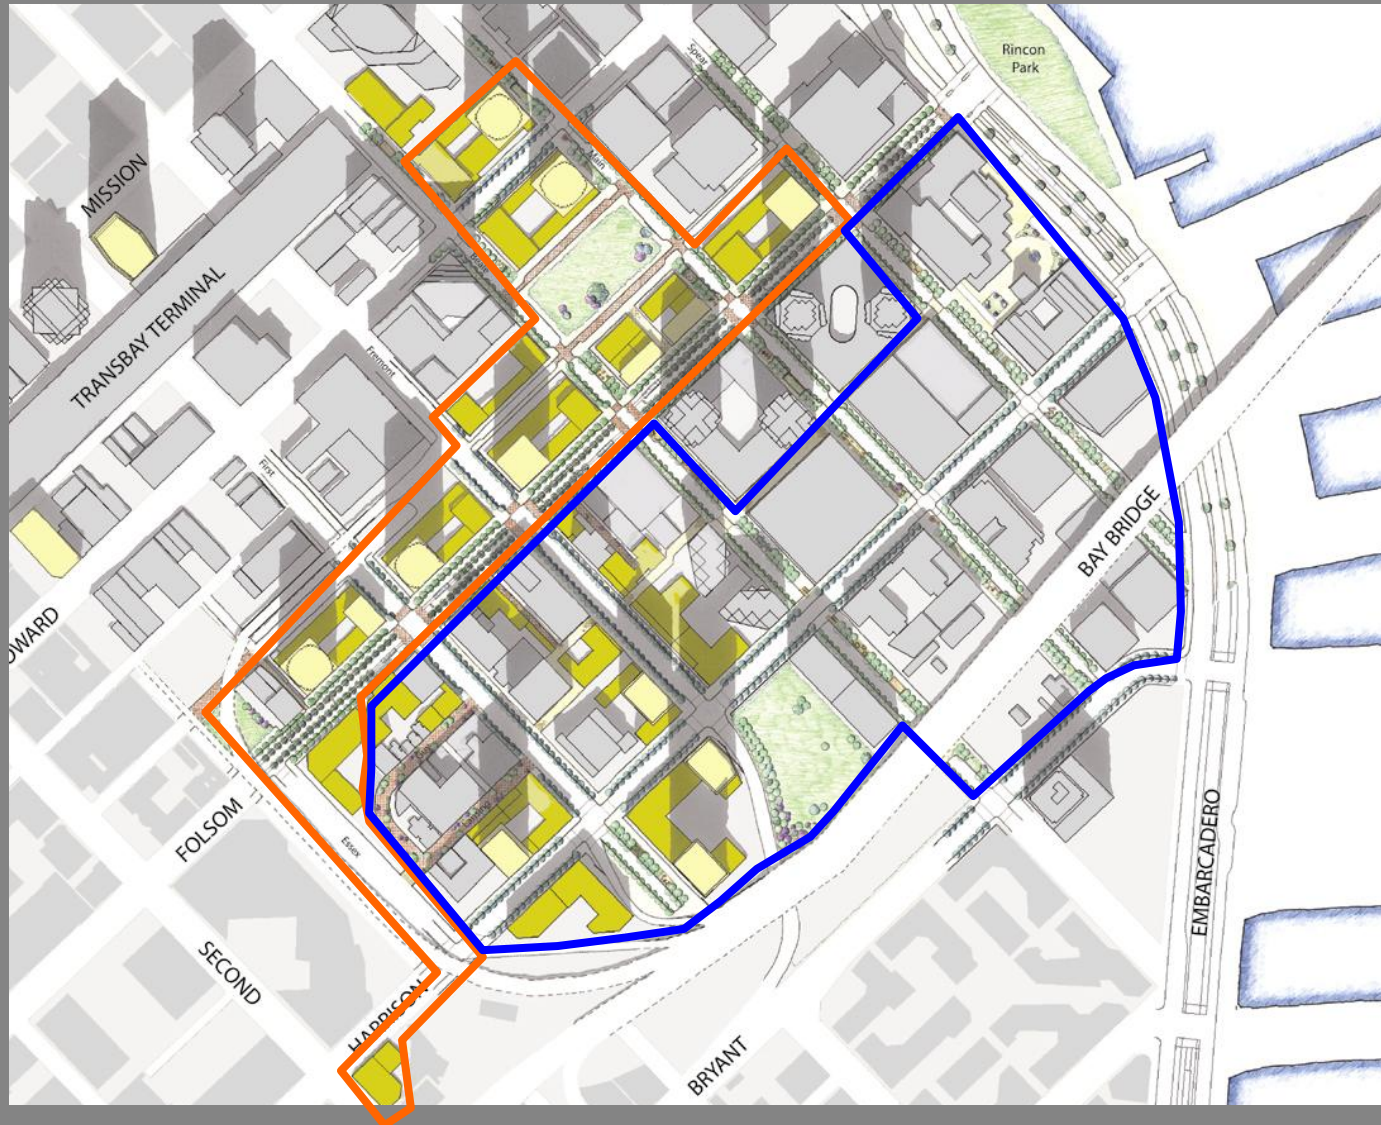 Rincon
Park
Spear
MISSION
Main
Beale
TRANSBAY TERMINAL
Fremont
First
BAY BRIDGE
OWARD
FOLSOM
Essex
EMBARCADERO
SECOND
HARRISON
BRYANT